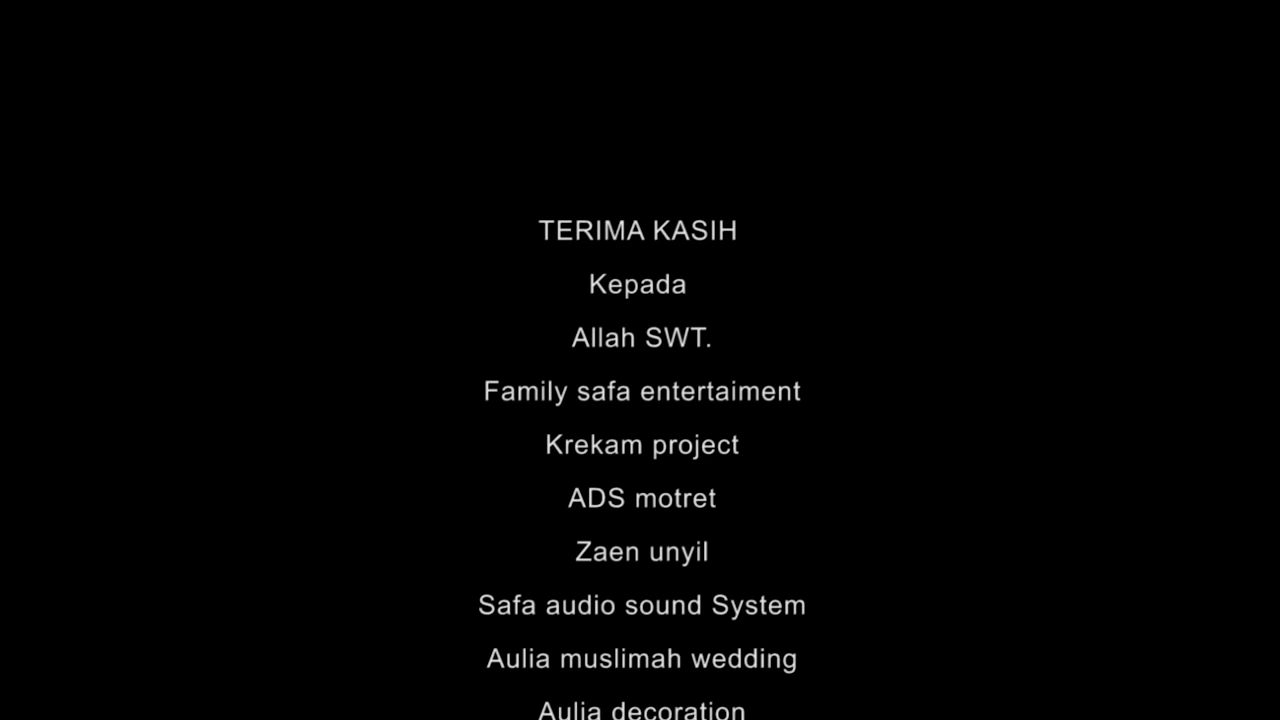 TERIMA KASIH
Kepada
Allah SWT.
Family safa entertaiment
Krekam project
ADS motret
Zaen unyil
Safa audio sound System
Aulia muslimah wedding
Aulia decoration